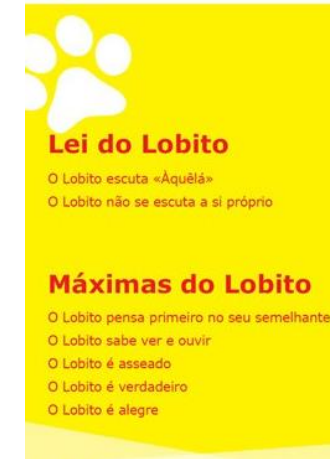 Lei do Lobito
O Lobito escuta «Àquêlá»
O Lobito não se escuta a si próprio
Máximas do Lobito
O Lobito pensa primeiro no seu semelhante
O Lobito sabe ver e ouvir
O Lobito é asseado
O Lobito é verdadeiro
O Lobito é alegre